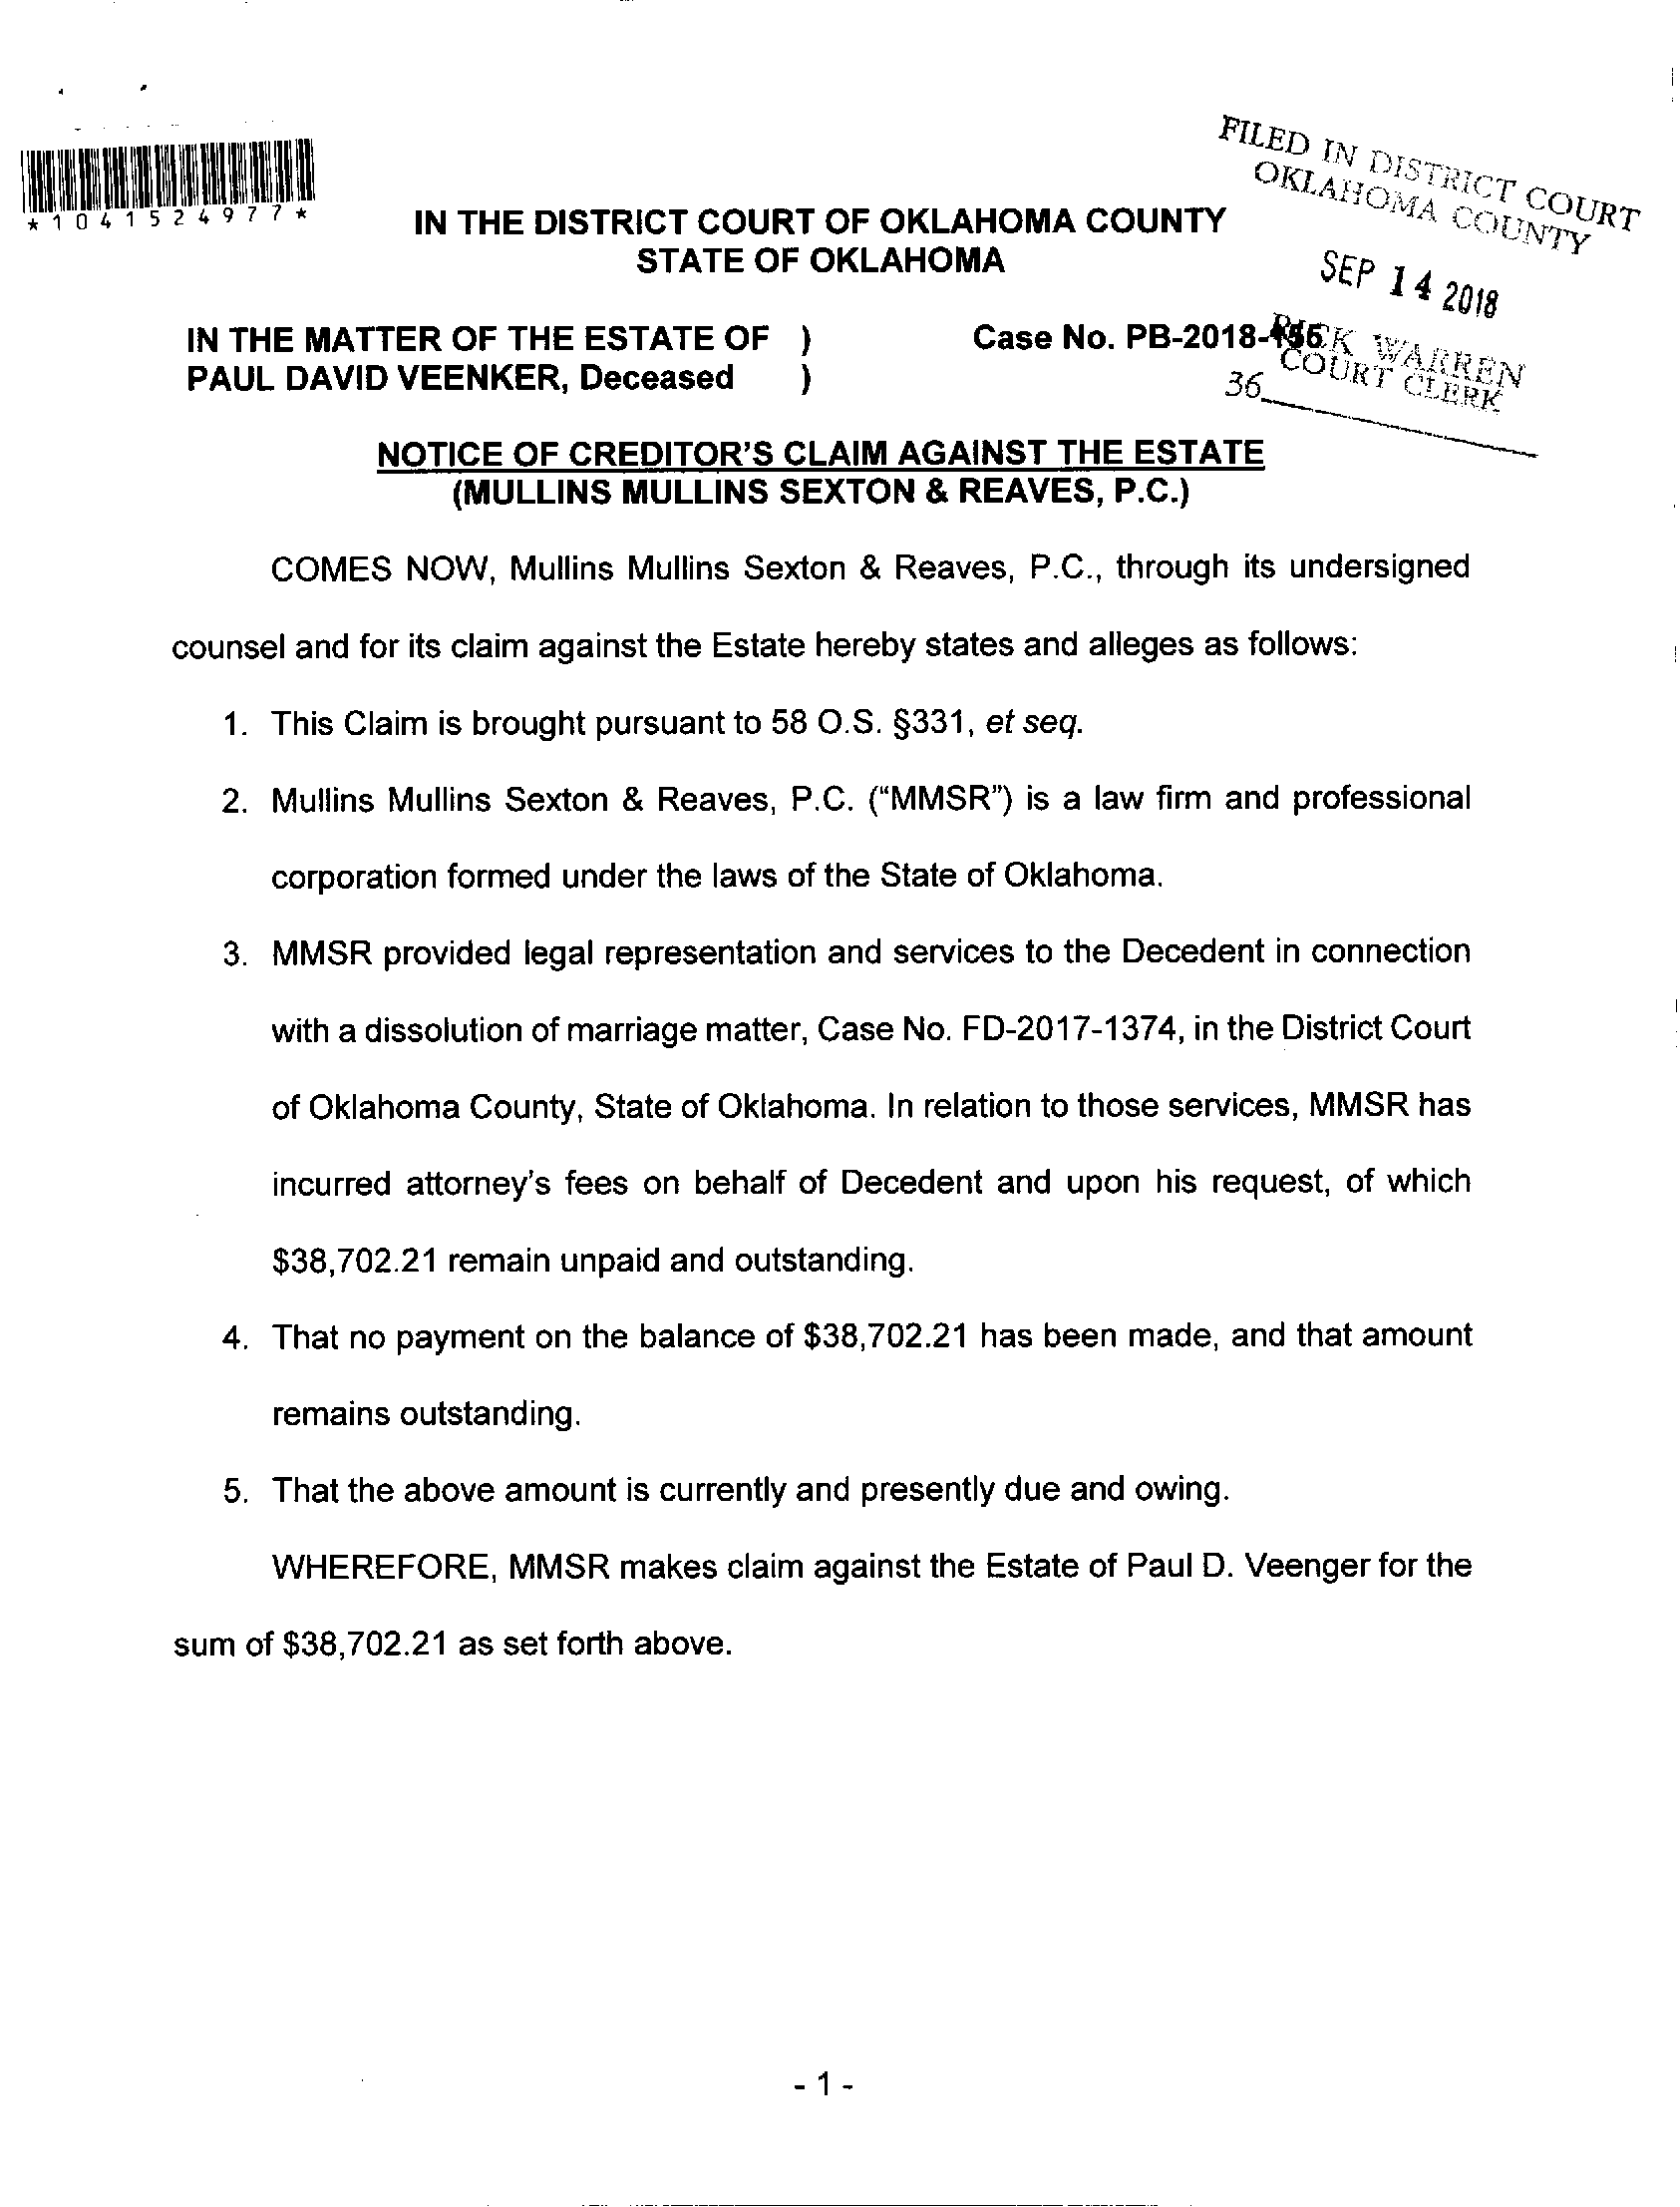 *1041524977*
FILED IN DISTRICT COURT
OKLAHOMA COUNTY
SEP 14 2018
RICK WARREN
COURT CLERK
36
IN THE DISTRICT COURT OF OKLAHOMA COUNTY
STATE OF OKLAHOMA
IN THE MATTER OF THE ESTATE OF ) Case No. PB-2018-
PAUL DAVID VEENKER, Deceased )
NOTICE OF CREDITOR'S CLAIM AGAINST THE ESTATE
(MULLINS MULLINS SEXTON & REAVES, P.C.)
COMES NOW, Mullins Mullins Sexton & Reaves, P.C., through its undersigned
counsel and for its claim against the Estate hereby states and alleges as follows:
1. This Claim is brought pursuant to 58 O.S. §331, et seq.
2. Mullins Mullins Sexton & Reaves, P.C. (“MMSR”) is a law firm and professional
corporation formed under the laws of the State of Oklahoma.
3. MMSR provided legal representation and services to the Decedent in connection
with a dissolution of marriage matter, Case No. FD-2017-1374, in the District Court
of Oklahoma County, State of Oklahoma. In relation to those services, MMSR has
incurred attorney's fees on behalf of Decedent and upon his request, of which
$38,702.21 remain unpaid and outstanding.
4. That no payment on the balance of $38,702.21 has been made, and that amount
remains outstanding.
5. That the above amount is currently and presently due and owing.
WHEREFORE, MMSR makes claim against the Estate of Paul D. Veenger for the
sum of $38,702.21 as set forth above.
- 1 -